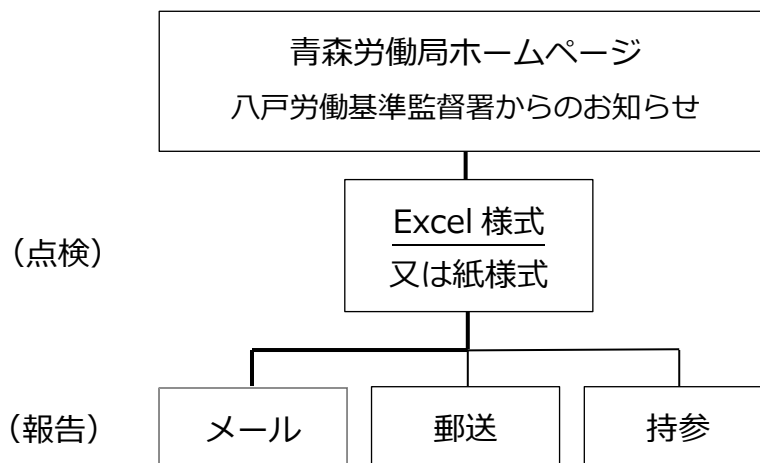 青森労働局ホームページ
八戸労働基準監督署からのお知らせ
（点検）
Excel 様式
又は紙様式
（報告）
メール
郵送
持参